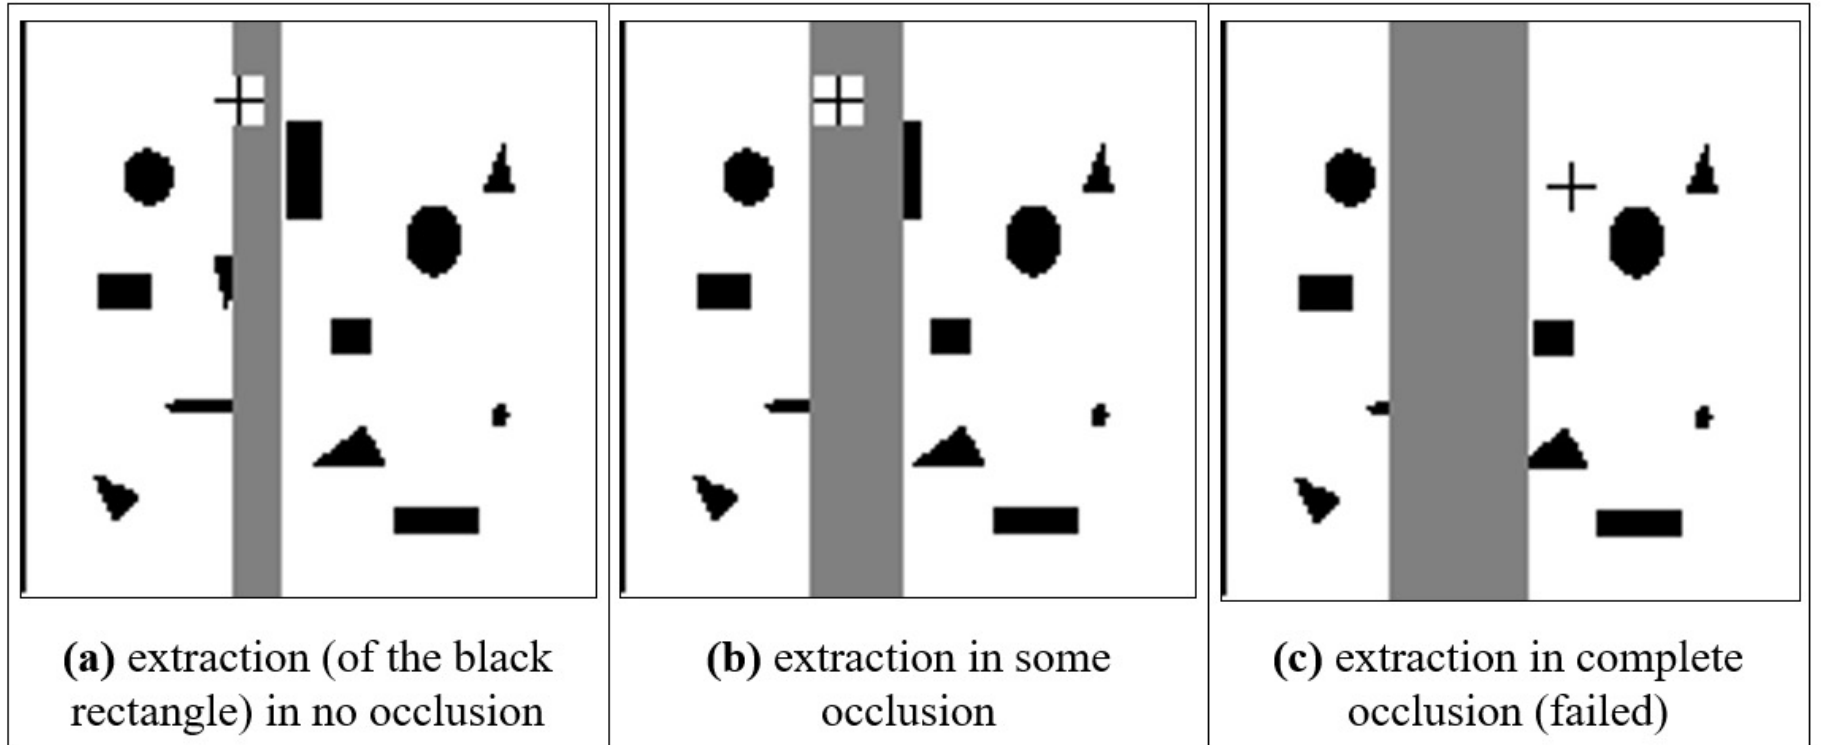 (a) extraction (of the black
rectangle) in no occlusion
(b) extraction in some
occlusion
(c) extraction in complete
occlusion (failed)